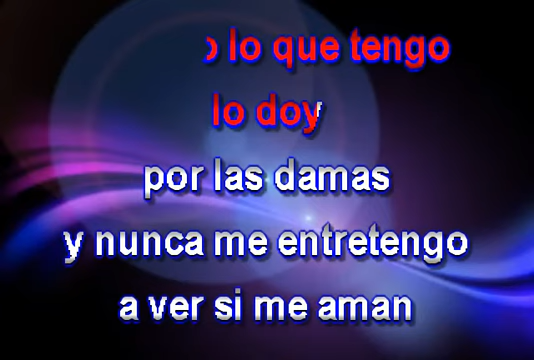 lo que tengo
lo doy
por las damas
y nunca me entretengo
a ver si me aman